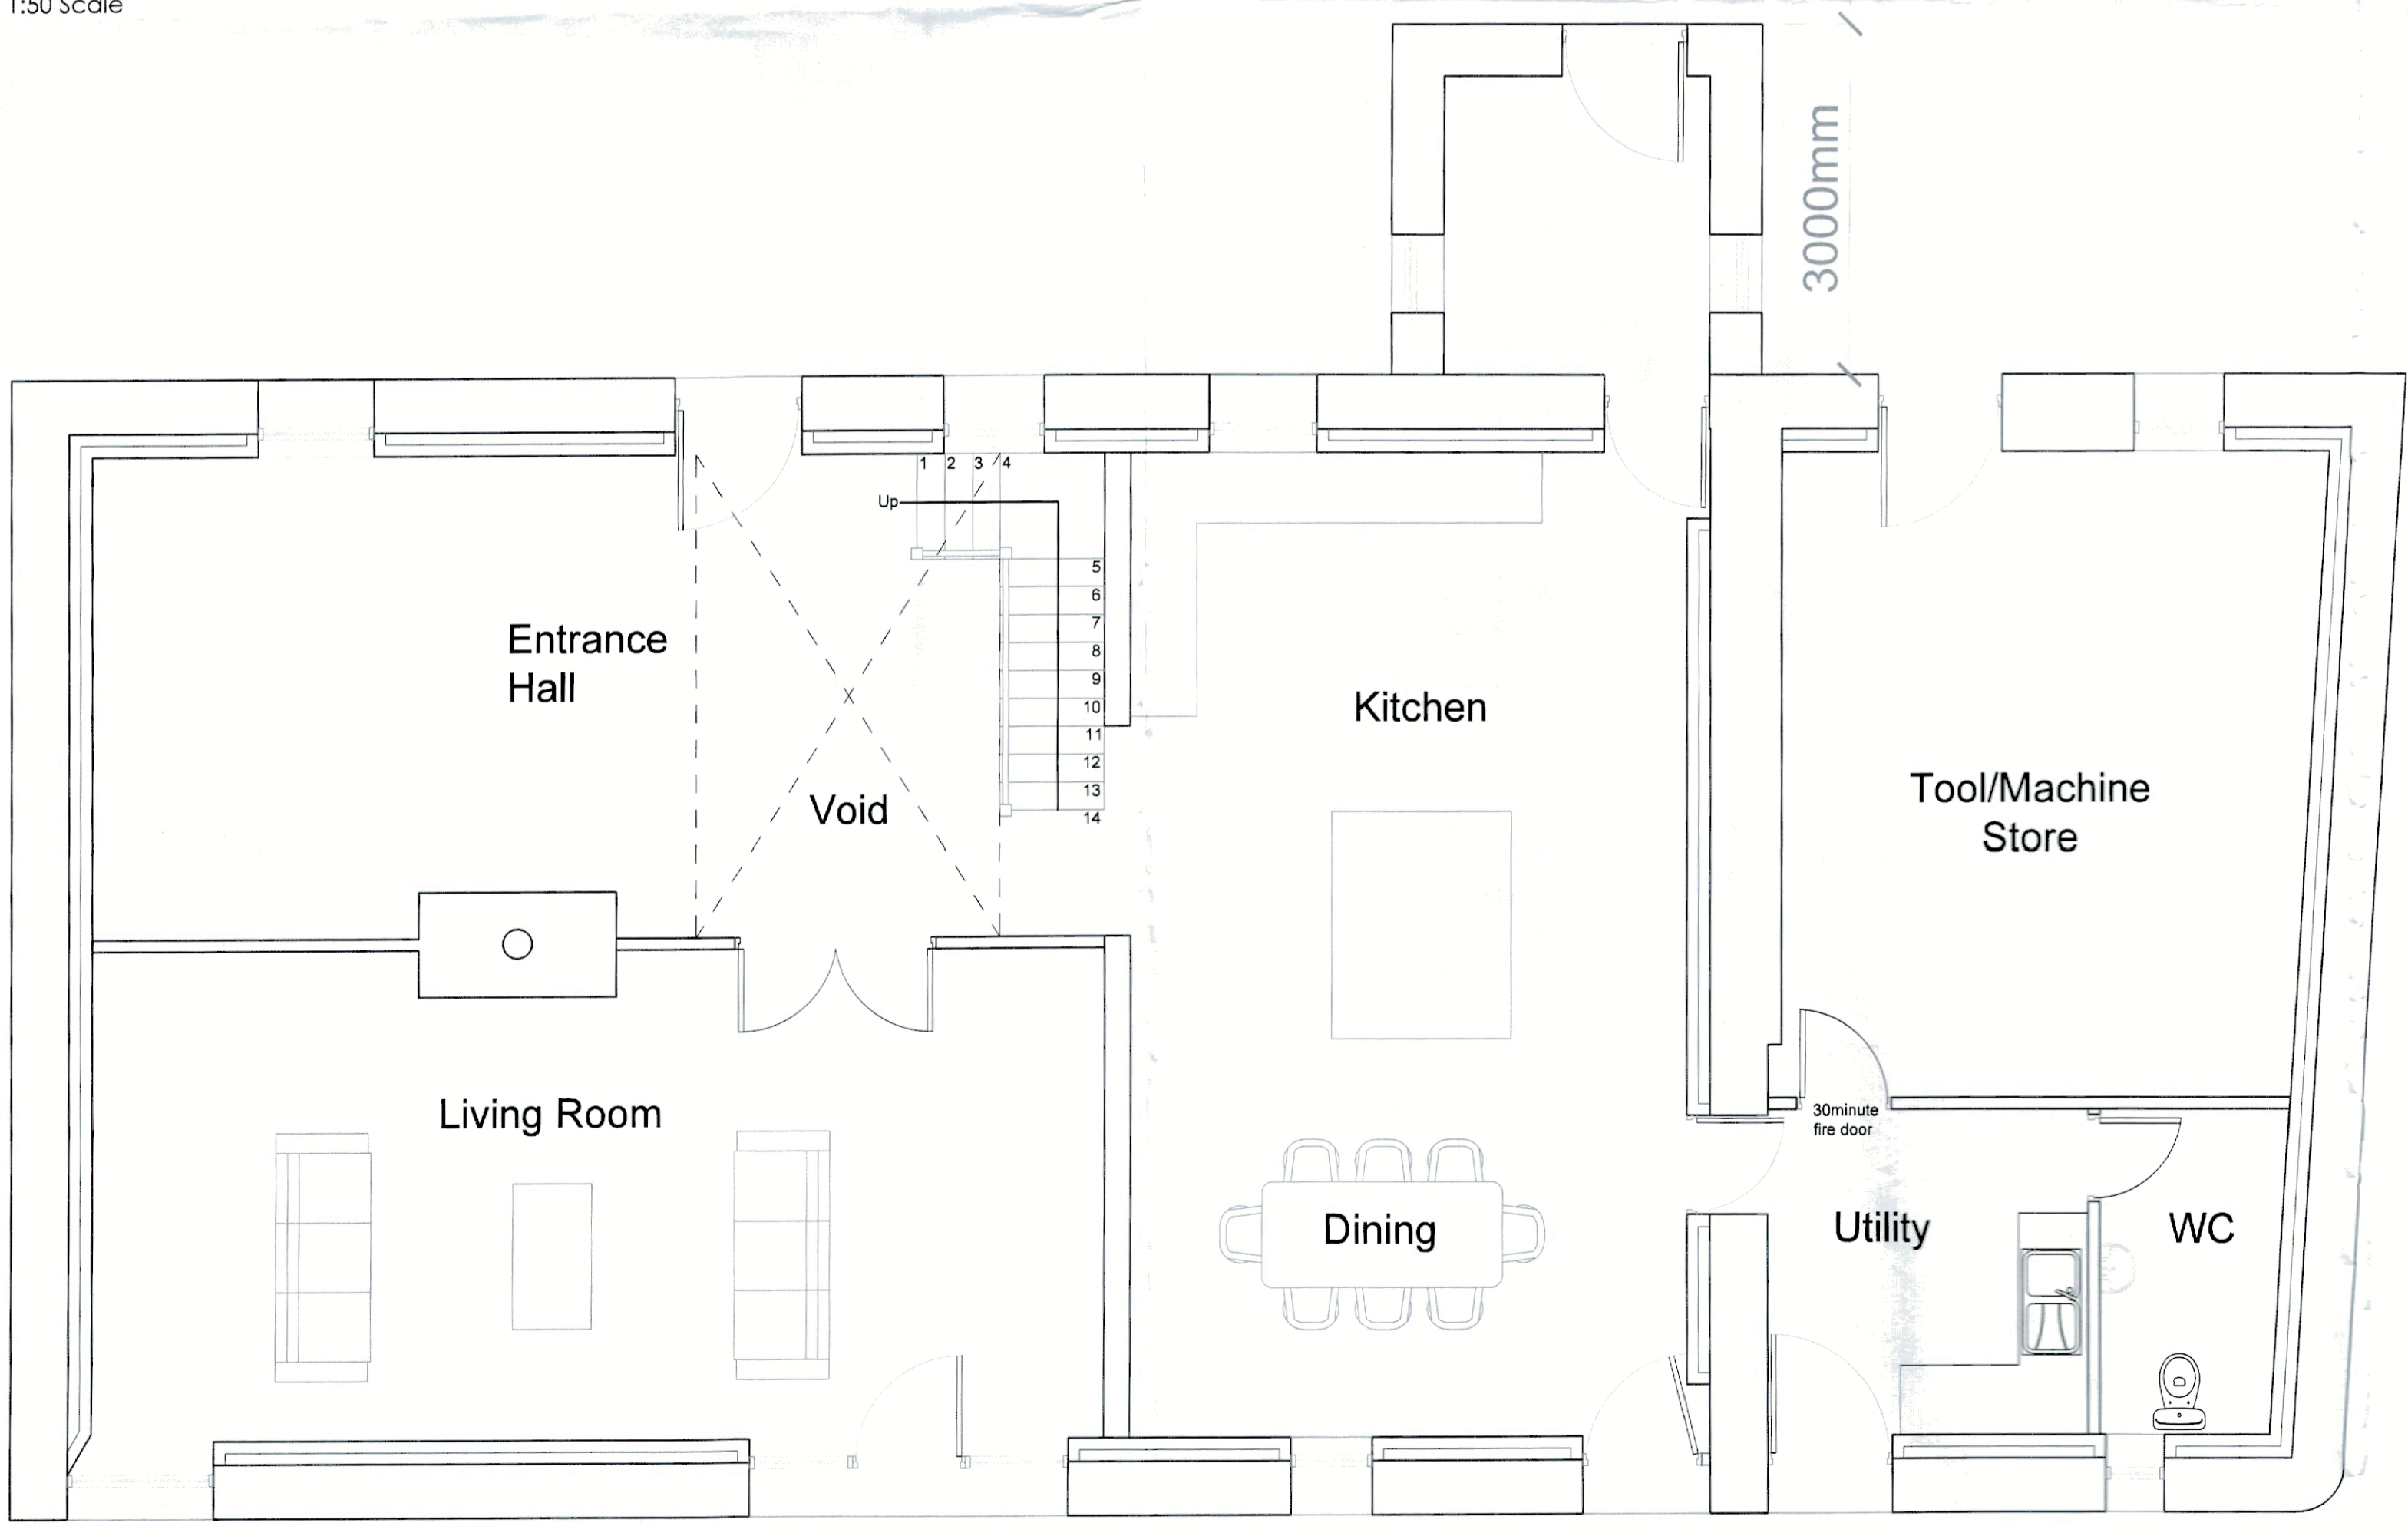 1:50 Scale
3000mm
1
2
3
4
Up
5
6
7
8
9
10
11
12
13
14
Entrance
Hall
Void
Kitchen
Tool/Machine
Store
Living Room
30minute
fire door
Dining
Utility
WC